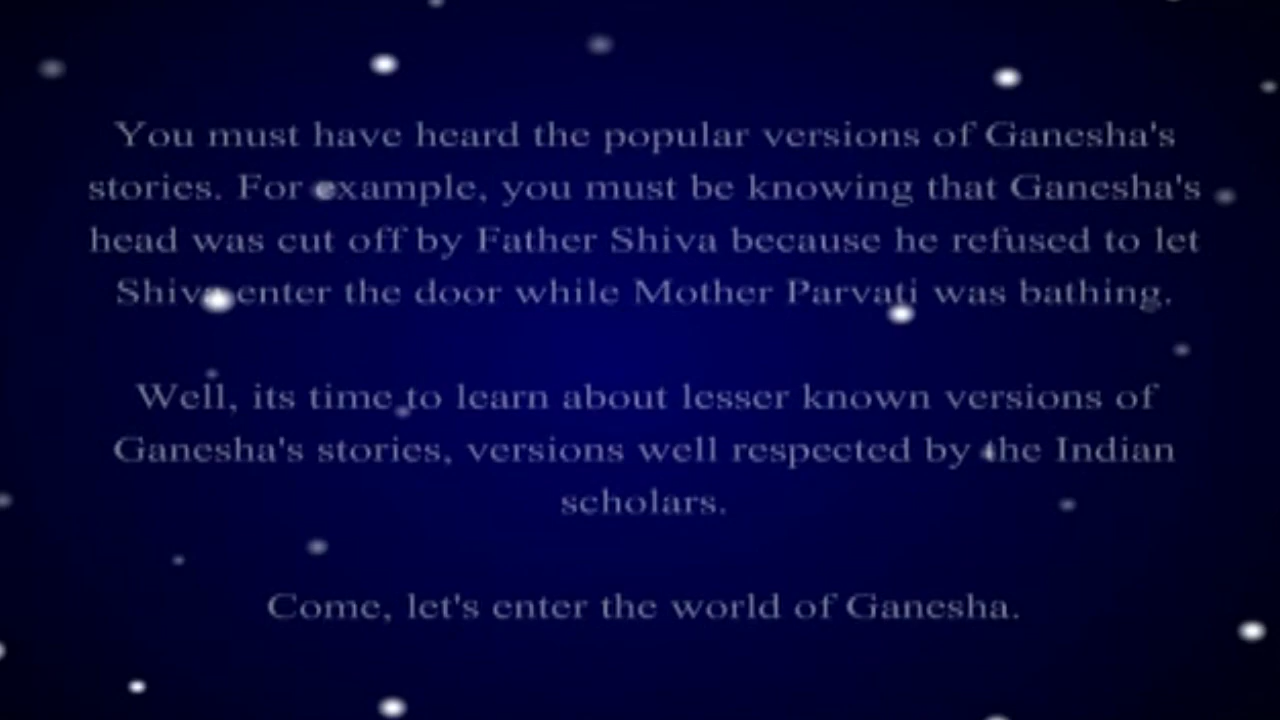 You must have heard the popular versions of Ganesha's
stories. For example, you must be knowing that Ganesha's
head was cut off by Father Shiva because he refused to let
Shiva enter the door while Mother Parvati was bathing.
Well, its time to learn about lesser known versions of
Ganesha's stories, versions well respected by the Indian
scholars.
Come, let's enter the world of Ganesha.